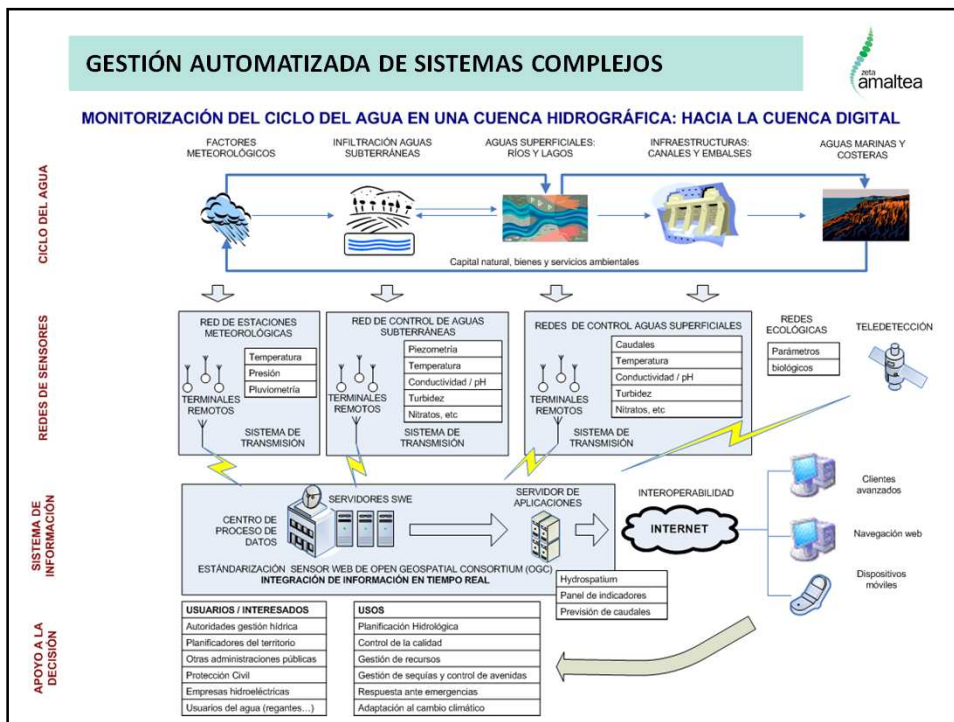 GESTIÓN AUTOMATIZADA DE SISTEMAS COMPLEJOS
zeta
amaltea
MONITORIZACIÓN DEL CICLO DEL AGUA EN UNA CUENCA HIDROGRÁFICA: HACIA LA CUENCA DIGITAL
CICLO DEL AGUA
FACTORES
METEOROLÓGICOS
INFILTRACIÓN AGUAS
SUBTERRÁNEAS
AGUAS SUPERFICIALES:
RÍOS Y LAGOS
INFRAESTRUCTURAS:
CANALES Y EMBALSES
AGUAS MARINAS Y
COSTERAS
Capital natural, bienes y servicios ambientales
REDES DE SENSORES
RED DE ESTACIONES
METEOROLÓGICAS
Temperatura
Presión
Pluviometría
TERMINALES
REMOTOS
SISTEMA DE
TRANSMISIÓN
RED DE CONTROL DE AGUAS
SUBTERRÁNEAS
Piezometría
Temperatura
Conductividad / pH
Turbidez
Nitratos, etc
TERMINALES
REMOTOS
SISTEMA DE
TRANSMISIÓN
REDES DE CONTROL AGUAS SUPERFICIALES
Caudales
Temperatura
Conductividad / pH
Turbidez
Nitratos, etc
TERMINALES
REMOTOS
SISTEMA DE
TRANSMISIÓN
REDES
ECOLÓGICAS
Parámetros
biológicos
TELEDETECCIÓN
SISTEMA DE
INFORMACIÓN
SERVIDORES SWE
CENTRO DE
PROCESO DE
DATOS
SERVIDOR DE
APLICACIONES
ESTÁNDARIZACIÓN SENSOR WEB DE OPEN GEOSPATIAL CONSORTIUM (OGC)
INTEGRACIÓN DE INFORMACIÓN EN TIEMPO REAL
INTEROPERABILIDAD
INTERNET
Clientes
avanzados
Navegación web
Dispositivos
móviles
Hydrospatium
Panel de indicadores
Previsión de caudales
APOYO A LA
DECISIÓN
USUARIOS / INTERESADOS
Autoridades gestión hídrica
Planificadores del territorio
Otras administraciones públicas
Protección Civil
Empresas hidroeléctricas
Usuarios del agua (regantes...)
USOS
Planificación Hidrológica
Control de la calidad
Gestión de recursos
Gestión de sequías y control de avenidas
Respuesta ante emergencias
Adaptación al cambio climático